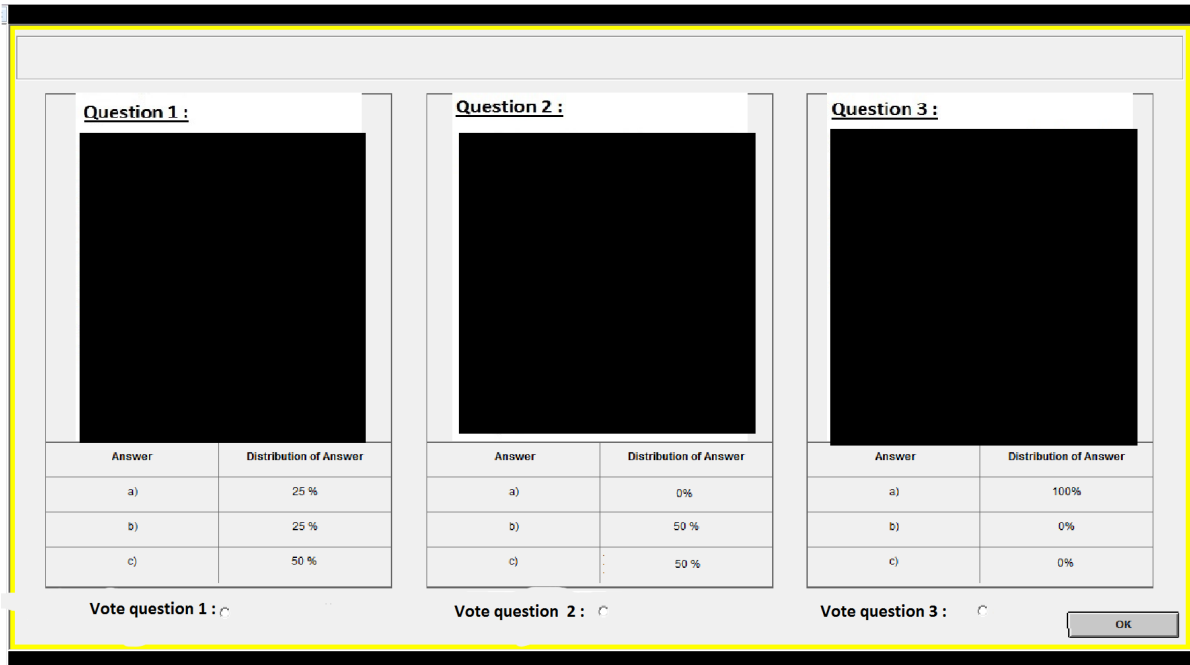 Question 1 :
Question 2 :
Question 3 :
Answer Distribution of Answer
a) 25 %
b) 25 %
c) 50 %
Answer Distribution of Answer
a) 0%
b) 50 %
c) 50 %
Answer Distribution of Answer
a) 100%
b) 0%
c) 0%
Vote question 1 :
Vote question 2 :
Vote question 3 :
OK